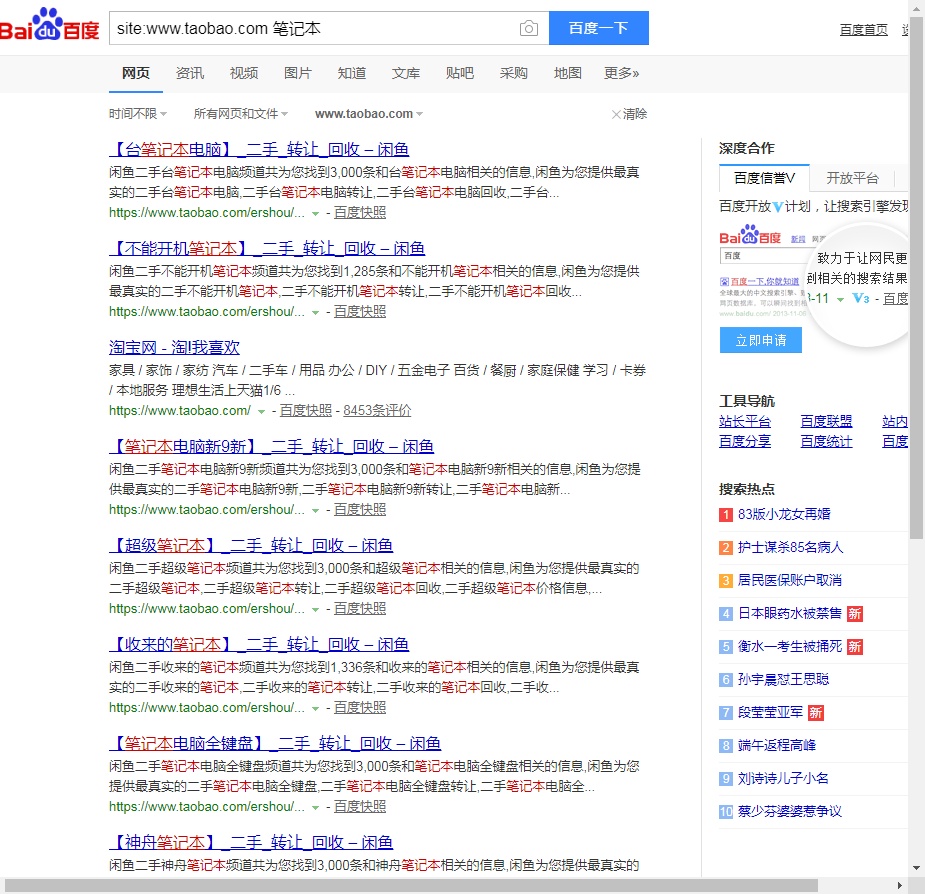 Bai du 百度 site:www.taobao.com 笔记本 百度一下 百度首页
网页 资讯 视频 图片 知道 文库 贴吧 采购 地图 更多»
时间不限 所有网页和文件 www.taobao.com 清除
【台笔记本电脑】_二手_转让_回收 – 闲鱼
闲鱼二手台笔记本电脑频道共为您找到3,000条和台笔记本电脑相关的信息,闲鱼为您提供最真
实的二手台笔记本电脑,二手台笔记本电脑转让,二手台笔记本电脑回收,二手台...
https://www.taobao.com/ershou/... - 百度快照
【不能开机笔记本】_二手_转让_回收 – 闲鱼
闲鱼二手不能开机笔记本频道共为您找到1,285条和不能开机笔记本相关的信息,闲鱼为您提供
最真实的二手不能开机笔记本,二手不能开机笔记本转让,二手不能开机笔记本回收...
https://www.taobao.com/ershou/... - 百度快照
淘宝网 - 淘!我喜欢
家具 / 家饰 / 家纺 汽车 / 二手车 / 用品 办公 / DIY / 五金电子 百货 / 餐厨 / 家庭保健 学习 / 卡券
/ 本地服务 理想生活上天猫1/6 ...
https://www.taobao.com/ - 百度快照 - 8453条评价
【笔记本电脑新9新】_二手_转让_回收 – 闲鱼
闲鱼二手笔记本电脑新9新频道共为您找到3,000条和笔记本电脑新9新相关的信息,闲鱼为您提
供最真实的二手笔记本电脑新9新,二手笔记本电脑新9新转让,二手笔记本电脑新...
https://www.taobao.com/ershou/... - 百度快照
【超级笔记本】_二手_转让_回收 – 闲鱼
闲鱼二手超级笔记本频道共为您找到3,000条和超级笔记本相关的信息,闲鱼为您提供最真实的
二手超级笔记本,二手超级笔记本转让,二手超级笔记本回收,二手超级笔记本价格信息,...
https://www.taobao.com/ershou/... - 百度快照
【收来的笔记本】_二手_转让_回收 – 闲鱼
闲鱼二手收来的笔记本频道共为您找到1,336条和收来的笔记本相关的信息,闲鱼为您提供最真
实的二手收来的笔记本,二手收来的笔记本转让,二手收来的笔记本回收,二手收...
https://www.taobao.com/ershou/... - 百度快照
【笔记本电脑全键盘】_二手_转让_回收 – 闲鱼
闲鱼二手笔记本电脑全键盘频道共为您找到3,000条和笔记本电脑全键盘相关的信息,闲鱼为您
提供最真实的二手笔记本电脑全键盘,二手笔记本电脑全键盘转让,二手笔记本电脑全...
https://www.taobao.com/ershou/... - 百度快照
【神舟笔记本】_二手_转让_回收 – 闲鱼
闲鱼二手神舟笔记本频道共为您找到3,000条和神舟笔记本相关的信息,闲鱼为您提供最真实的
深度合作
百度信誉V 开放平台
百度开放V计划，让搜索引擎发现
Bai du 百度 新闻 网页
百度
百度一下,你就知道
致力于让网民更
到相关的搜索结果
-11 V3 - 百度
www.baidu.com/ 2013-11-05
立即申请
工具导航
站长平台 百度联盟 站内
百度分享 百度统计 百度
搜索热点
1 83版小龙女再婚
2 护士谋杀85名病人
3 居民医保账户取消
4 日本眼药水被禁售 新
5 衡水一考生被捅死 新
6 孙宇晨怼王思聪
7 段莹莹亚军 新
8 端午返程高峰
9 刘诗诗儿子小名
10 蔡少芬婆婆惹争议